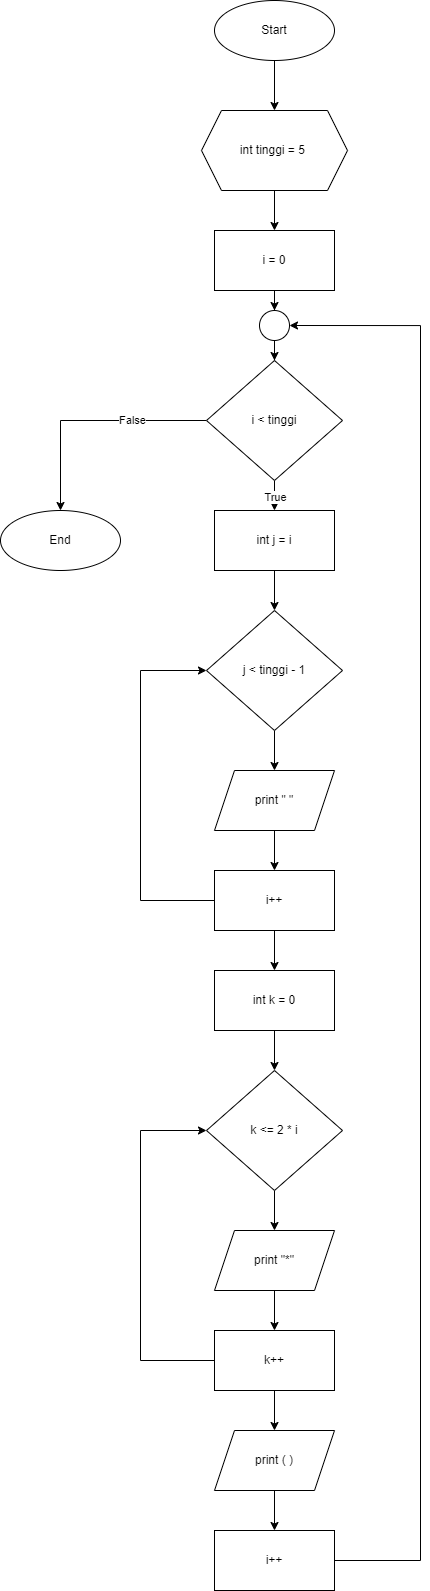 Start
int tinggi = 5
i = 0
i < tinggi
False
True
End
int j = i
j < tinggi - 1
print " "
i++
int k = 0
k <= 2 * i
print "*"
k++
print ( )
i++